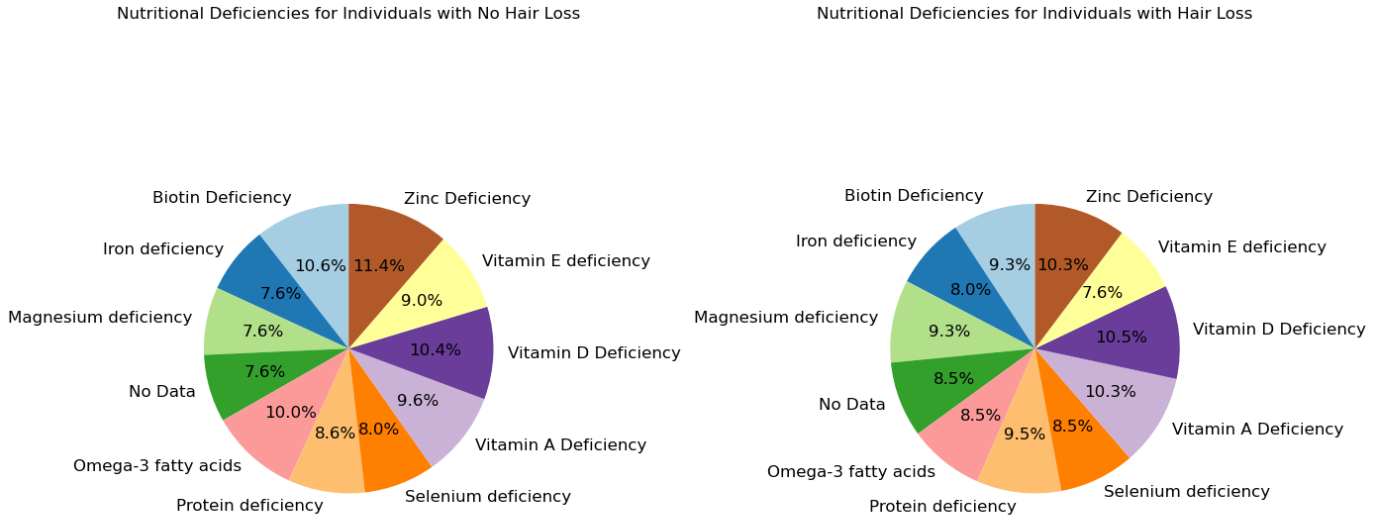 Nutritional Deficiencies for Individuals with No Hair Loss
Biotin Deficiency
Zinc Deficiency
Iron deficiency
Vitamin E deficiency
10.6%
11.4%
7.6%
9.0%
Magnesium deficiency
7.6%
10.4%
Vitamin D Deficiency
7.6%
No Data
9.6%
10.0%
8.6%
8.0%
Vitamin A Deficiency
Omega-3 fatty acids
Selenium deficiency
Protein deficiency
Nutritional Deficiencies for Individuals with Hair Loss
Biotin Deficiency
Zinc Deficiency
Iron deficiency
Vitamin E deficiency
9.3%
10.3%
8.0%
7.6%
Magnesium deficiency
9.3%
10.5%
Vitamin D Deficiency
8.5%
10.3%
No Data
8.5%
9.5%
8.5%
Vitamin A Deficiency
Omega-3 fatty acids
Selenium deficiency
Protein deficiency